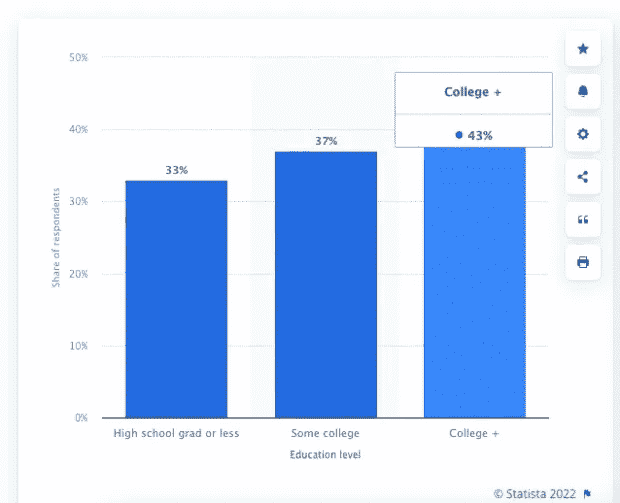 50%
College +
43%
40%
37%
33%
30%
Share of respondents
20%
10%
0%
High school grad or less
Some college
College +
Education level
© Statista 2022